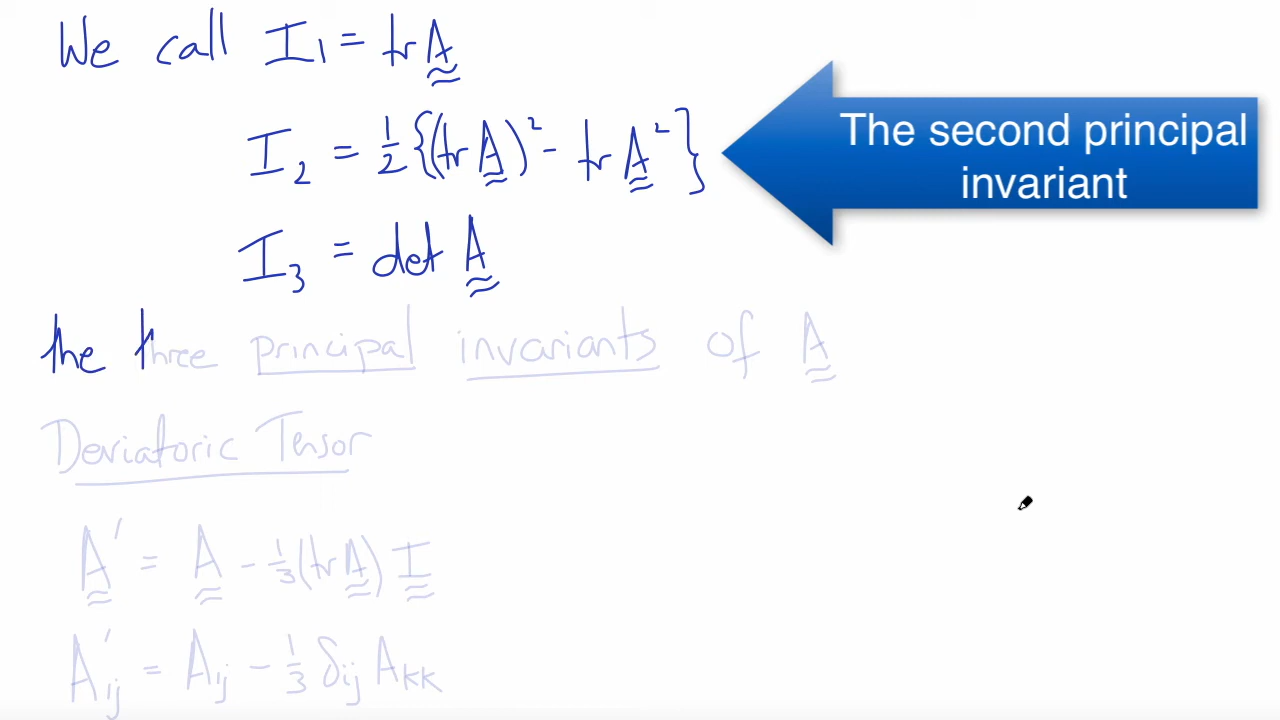 We call I₁ = tr A
I₂ = ½{(tr A)² - tr A²}
The second principal
invariant
I₃ = det A
the three principal invariants of A
Deviatoric Tensor
A' = A - ⅓(tr A) I
A'ij = Aij - ⅓ δij Akk